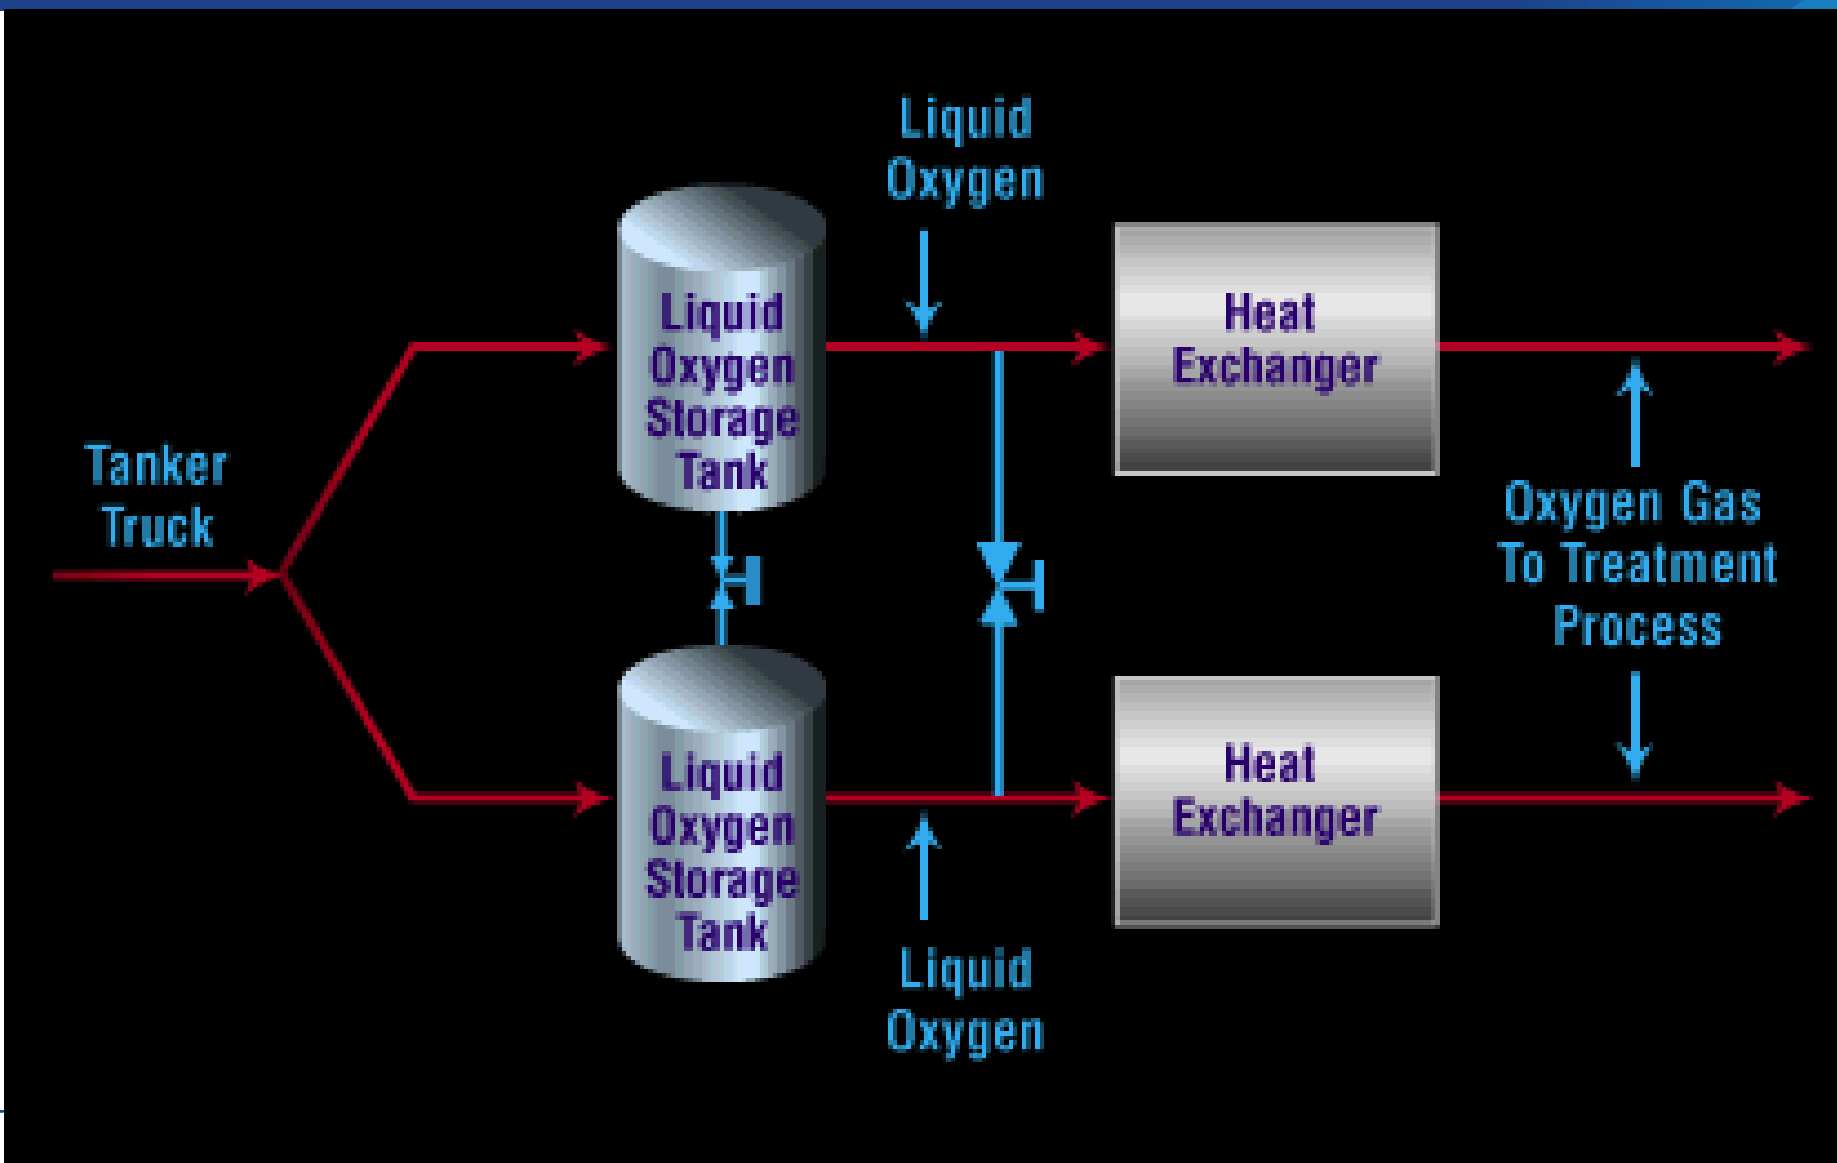 Liquid
Oxygen
Liquid
Oxygen
Storage
Tank
Heat
Exchanger
Tanker
Truck
Oxygen Gas
To Treatment
Process
Liquid
Oxygen
Storage
Tank
Heat
Exchanger
Liquid
Oxygen